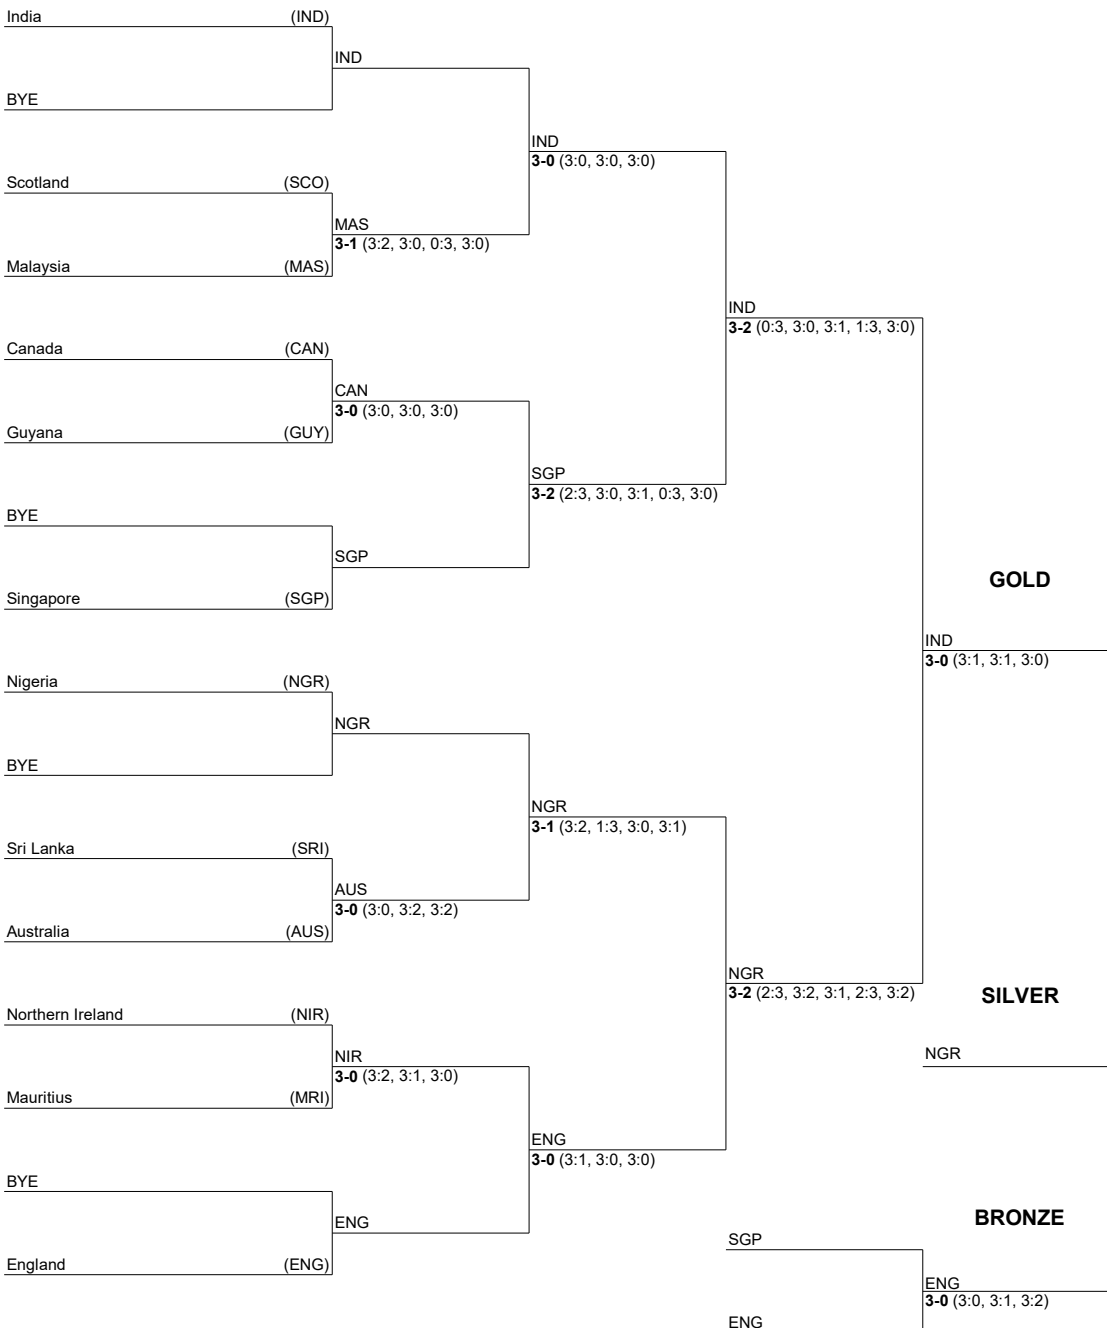 India (IND)
IND
BYE
IND
3-0 (3:0, 3:0, 3:0)
Scotland (SCO)
MAS
3-1 (3:2, 3:0, 0:3, 3:0)
Malaysia (MAS)
IND
3-2 (0:3, 3:0, 3:1, 1:3, 3:0)
Canada (CAN)
CAN
3-0 (3:0, 3:0, 3:0)
Guyana (GUY)
SGP
3-2 (2:3, 3:0, 3:1, 0:3, 3:0)
BYE
SGP
Singapore (SGP)
GOLD
IND
3-0 (3:1, 3:1, 3:0)
Nigeria (NGR)
NGR
BYE
NGR
3-1 (3:2, 1:3, 3:0, 3:1)
Sri Lanka (SRI)
AUS
3-0 (3:0, 3:2, 3:2)
Australia (AUS)
NGR
3-2 (2:3, 3:2, 3:1, 2:3, 3:2)
SILVER
NGR
Northern Ireland (NIR)
NIR
3-0 (3:2, 3:1, 3:0)
Mauritius (MRI)
ENG
3-0 (3:1, 3:0, 3:0)
BYE
ENG
England (ENG)
BRONZE
SGP
ENG
3-0 (3:0, 3:1, 3:2)
ENG